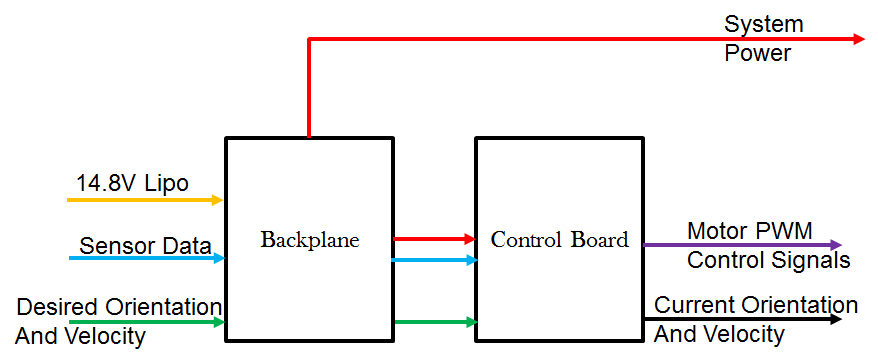 System
Power
14.8V Lipo
Sensor Data
Desired Orientation
And Velocity
Backplane
Control Board
Motor PWM
Control Signals
Current Orientation
And Velocity